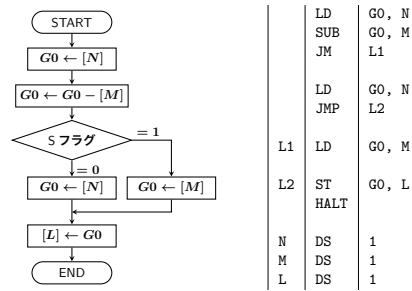 START
G0 ← [N]
G0 ← G0 − [M]
S フラグ
= 1
= 0
G0 ← [N]
G0 ← [M]
[L] ← G0
END
LD G0, N
SUB G0, M
JM L1
LD G0, N
JMP L2
L1 LD G0, M
L2 ST G0, L
HALT
N DS 1
M DS 1
L DS 1